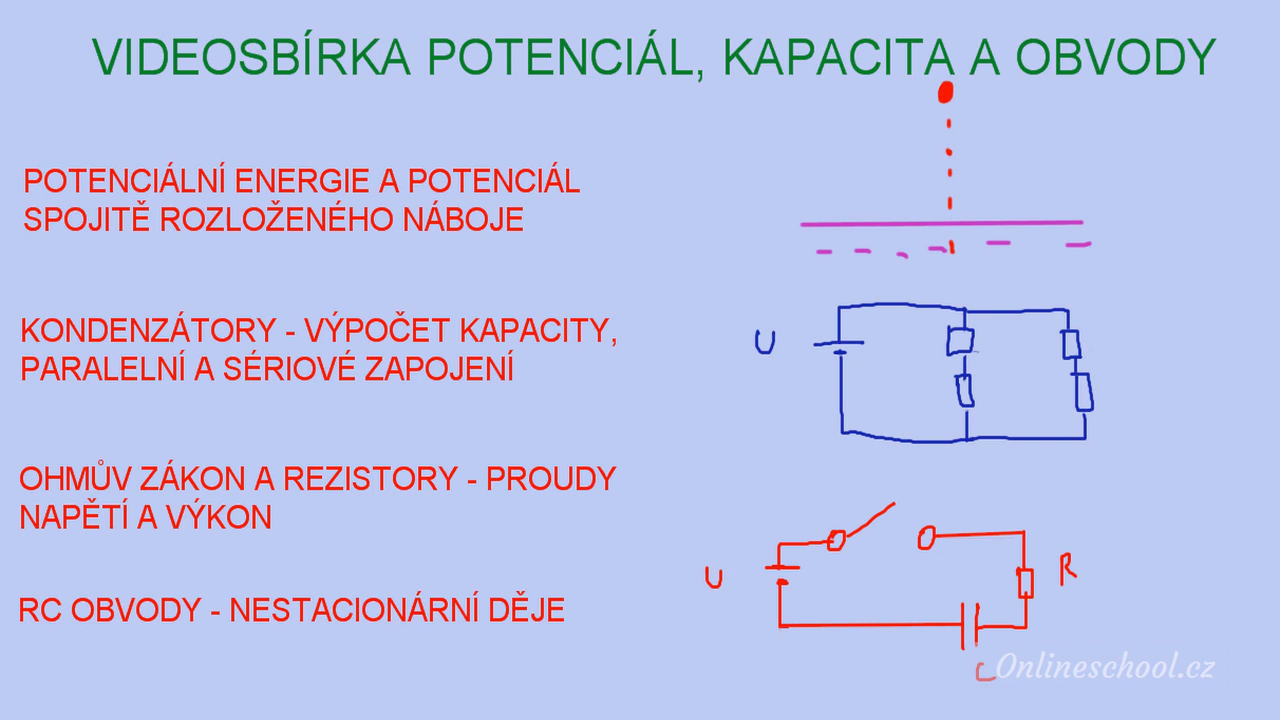 VIDEOSBÍRKA POTENCIÁL, KAPACITA A OBVODY
POTENCIÁLNÍ ENERGIE A POTENCIÁL
SPOJITĚ ROZLOŽENÉHO NÁBOJE
KONDENZÁTORY - VÝPOČET KAPACITY,
PARALELNÍ A SÉRIOVÉ ZAPOJENÍ
U
OHMŮV ZÁKON A REZISTORY - PROUDY
NAPĚTÍ A VÝKON
RC OBVODY - NESTACIONÁRNÍ DĚJE
U
R
C
Onlineschool.cz